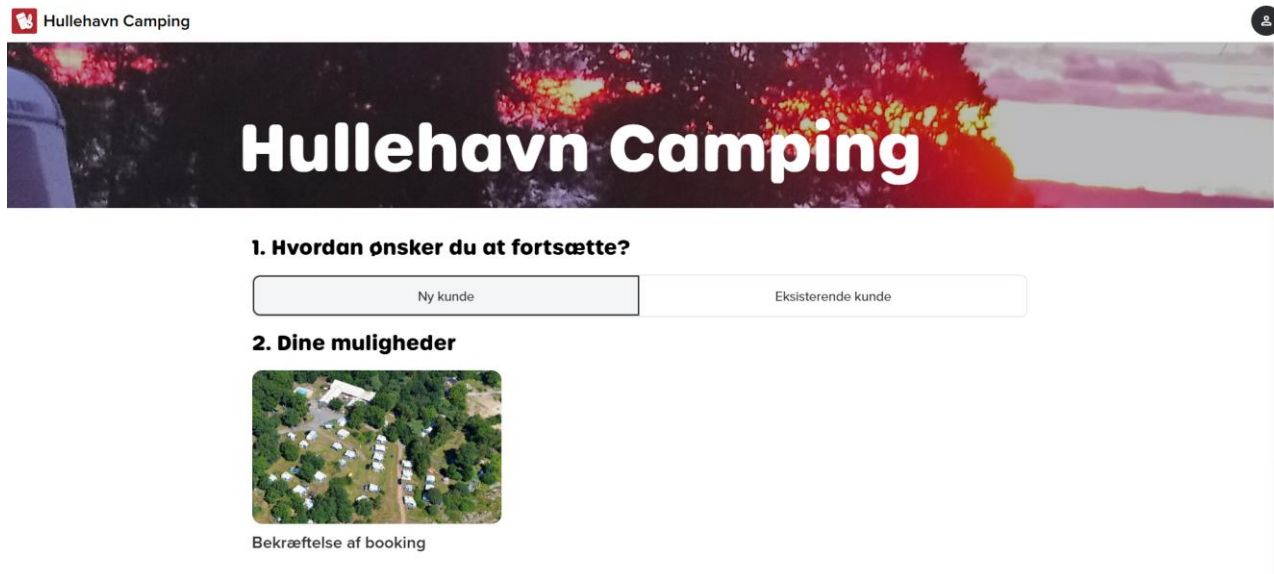 Hullehavn Camping
Hullehavn Camping
1. Hvordan ønsker du at fortsætte?
Ny kunde
Eksisterende kunde
2. Dine muligheder
Bekræftelse af booking